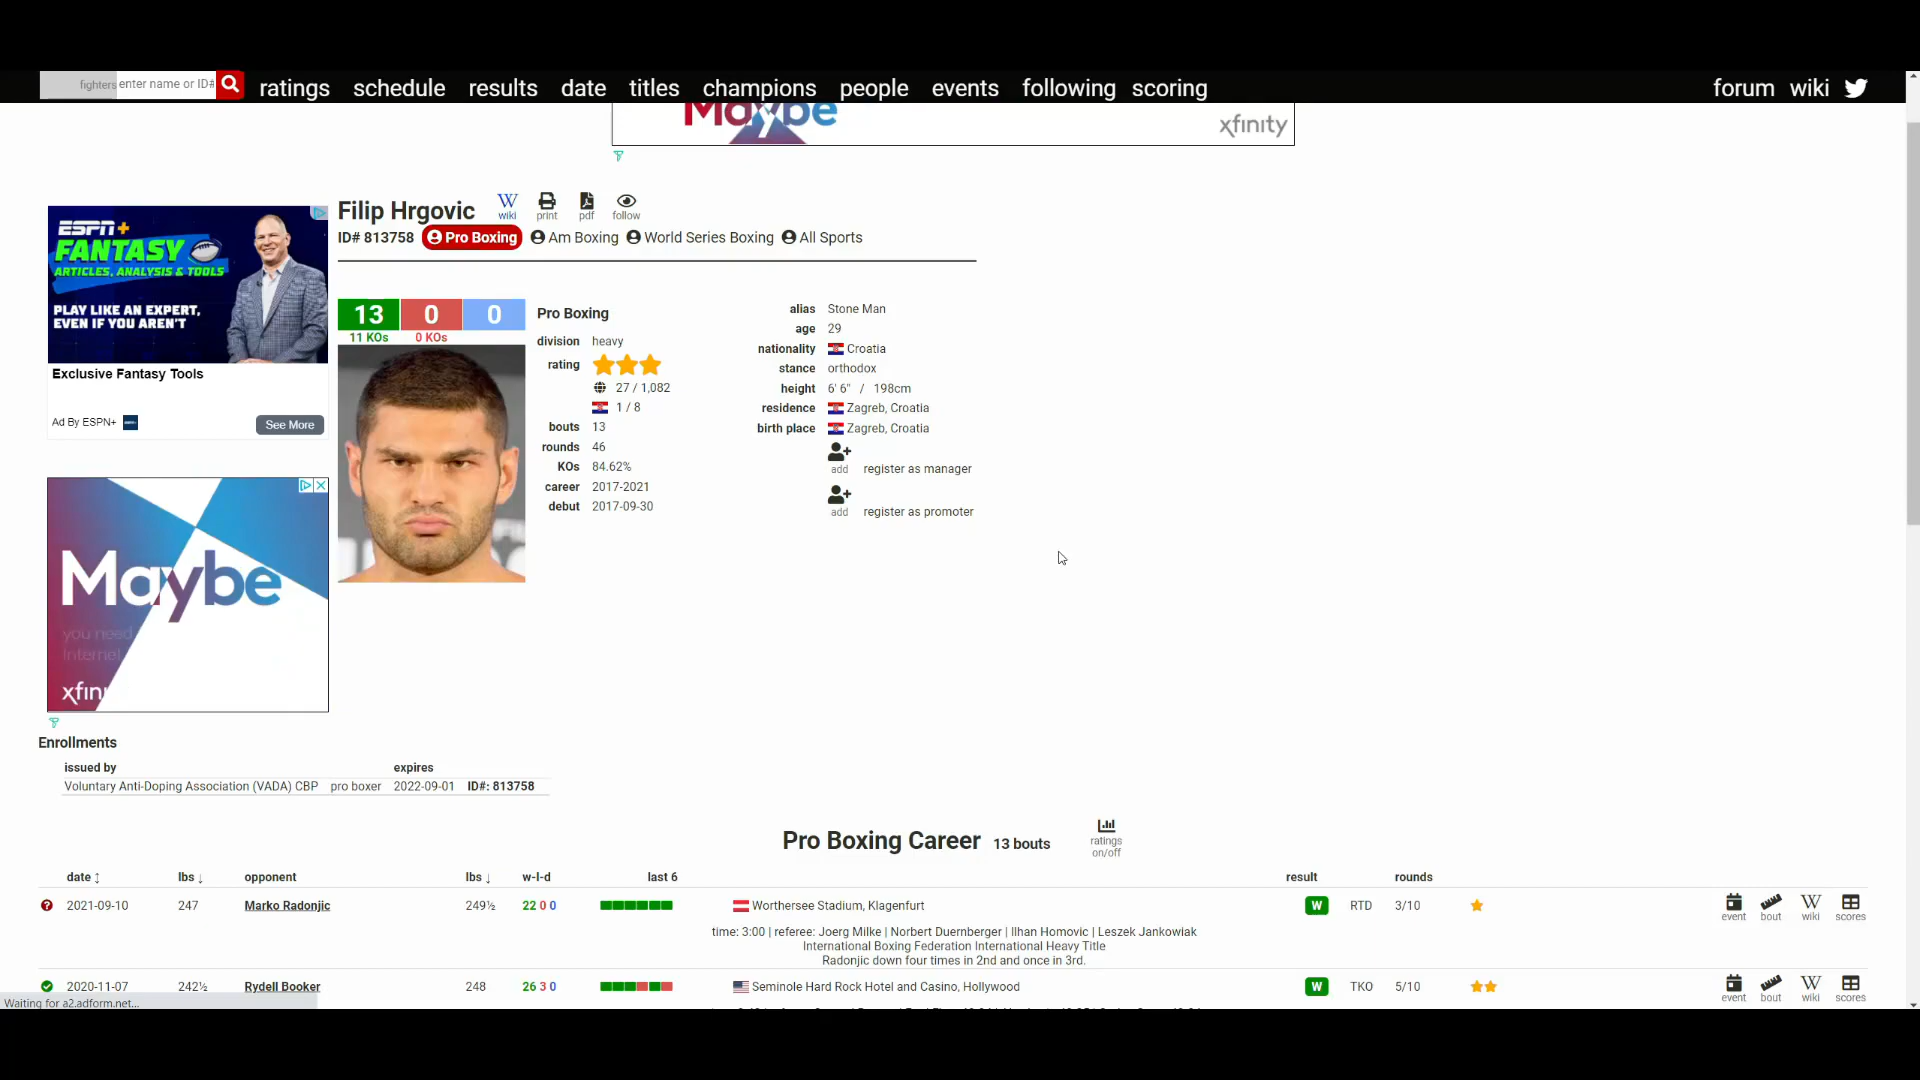 fighters enter name or ID# ratings schedule results date titles champions people events following scoring forum wiki
Maybe
xfinity
ESPN+
FANTASY
ARTICLES, ANALYSIS & TOOLS
PLAY LIKE AN EXPERT,
EVEN IF YOU AREN'T
Exclusive Fantasy Tools
Ad By ESPN+
See More
Maybe
you need
Internet
xfin
Filip Hrgovic wiki print pdf follow
ID# 813758 Pro Boxing Am Boxing World Series Boxing All Sports
13 0 0
11 KOs 0 KOs
Pro Boxing
division heavy
rating
27 / 1,082
1 / 8
bouts 13
rounds 46
KOs 84.62%
career 2017-2021
debut 2017-09-30
alias Stone Man
age 29
nationality Croatia
stance orthodox
height 6' 6" / 198cm
residence Zagreb, Croatia
birth place Zagreb, Croatia
add register as manager
add register as promoter
Enrollments
issued by expires
Voluntary Anti-Doping Association (VADA) CBP pro boxer 2022-09-01 ID#: 813758
Pro Boxing Career 13 bouts ratings on/off
date lbs opponent lbs w-l-d last 6 result rounds
2021-09-10 247 Marko Radonjic 249½ 22 0 0 Worthersee Stadium, Klagenfurt W RTD 3/10 event bout wiki scores
time: 3:00 | referee: Joerg Milke | Norbert Duernberger | Ilhan Homovic | Leszek Jankowiak
International Boxing Federation International Heavy Title
Radonjic down four times in 2nd and once in 3rd.
2020-11-07 242½ Rydell Booker 248 26 3 0 Seminole Hard Rock Hotel and Casino, Hollywood W TKO 5/10 event bout wiki scores
Waiting for a2.adform.net...